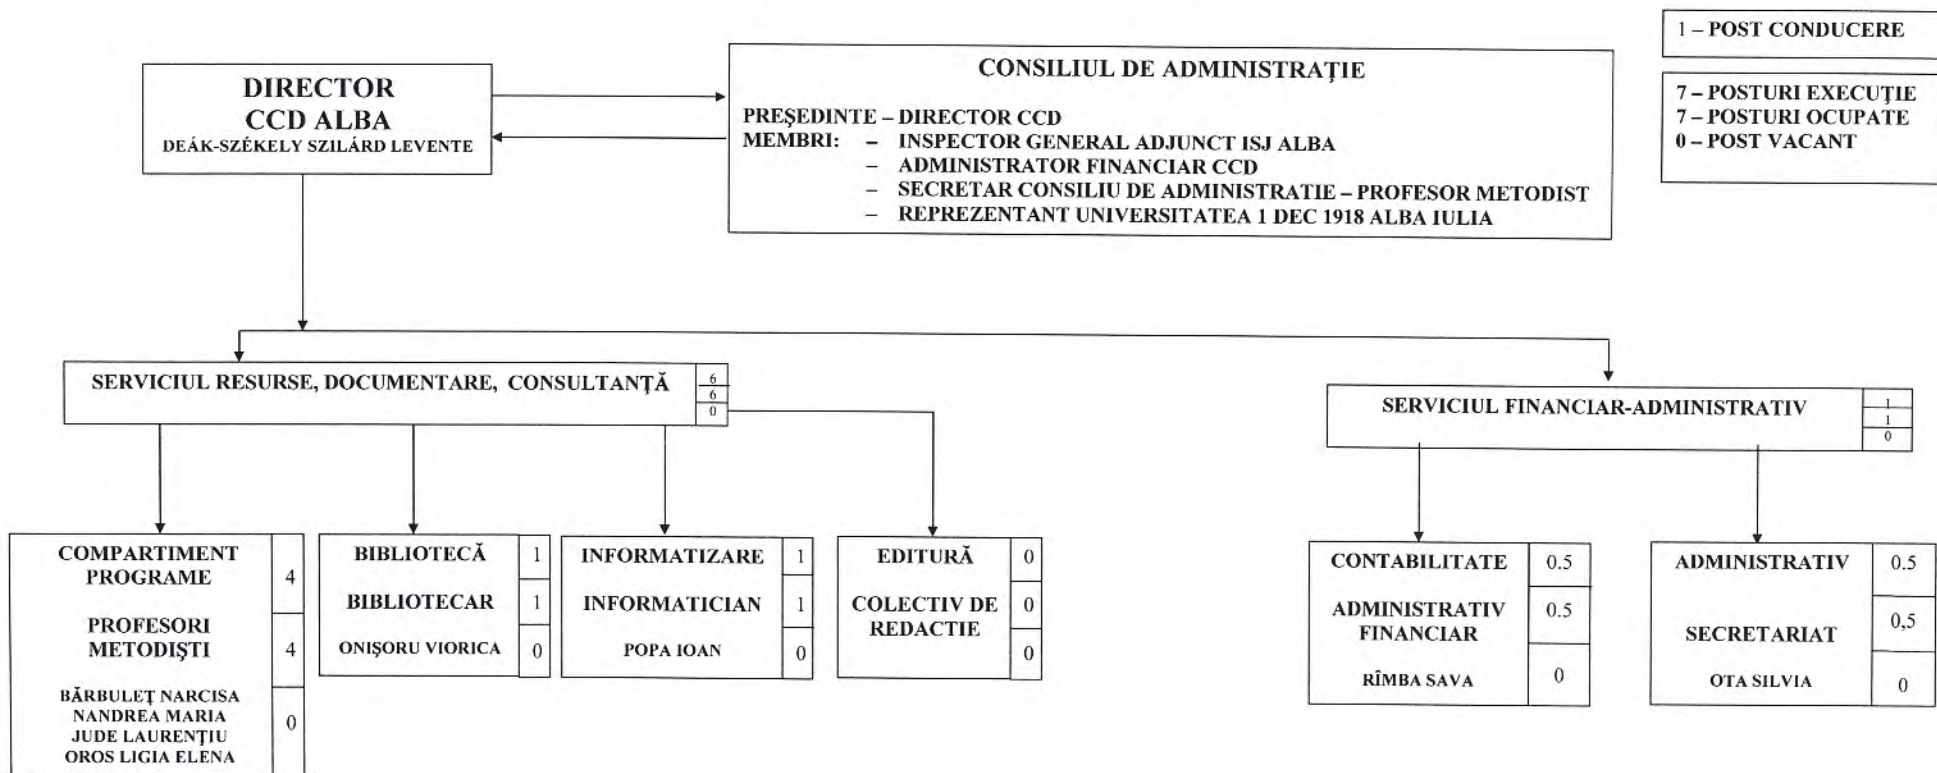 1 – POST CONDUCERE
7 – POSTURI EXECUŢIE
7 – POSTURI OCUPATE
0 – POST VACANT
DIRECTOR
CCD ALBA
DEÁK-SZÉKELY SZILÁRD LEVENTE
CONSILIUL DE ADMINISTRAŢIE
PREŞEDINTE – DIRECTOR CCD
MEMBRI: – INSPECTOR GENERAL ADJUNCT ISJ ALBA
– ADMINISTRATOR FINANCIAR CCD
– SECRETAR CONSILIU DE ADMINISTRATIE – PROFESOR METODIST
– REPREZENTANT UNIVERSITATEA 1 DEC 1918 ALBA IULIA
SERVICIUL RESURSE, DOCUMENTARE, CONSULTANŢĂ
6
6
0
SERVICIUL FINANCIAR-ADMINISTRATIV
1
1
0
COMPARTIMENT
PROGRAME
PROFESORI
METODIŞTI
BĂRBULEŢ NARCISA
NANDREA MARIA
JUDE LAURENŢIU
OROS LIGIA ELENA
4
4
0
BIBLIOTECĂ
BIBLIOTECAR
ONIŞORU VIORICA
1
1
0
INFORMATIZARE
INFORMATICIAN
POPA IOAN
1
1
0
EDITURĂ
COLECTIV DE
REDACTIE
0
0
0
CONTABILITATE
ADMINISTRATIV
FINANCIAR
RÎMBA SAVA
0.5
0.5
0
ADMINISTRATIV
SECRETARIAT
OTA SILVIA
0.5
0,5
0